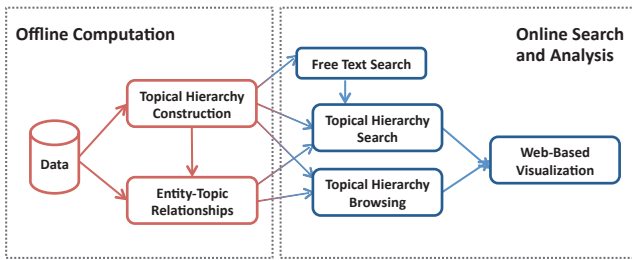 Offline Computation
Online Search
and Analysis
Free Text Search
Topical Hierarchy
Construction
Topical Hierarchy
Search
Data
Web-Based
Visualization
Entity-Topic
Relationships
Topical Hierarchy
Browsing